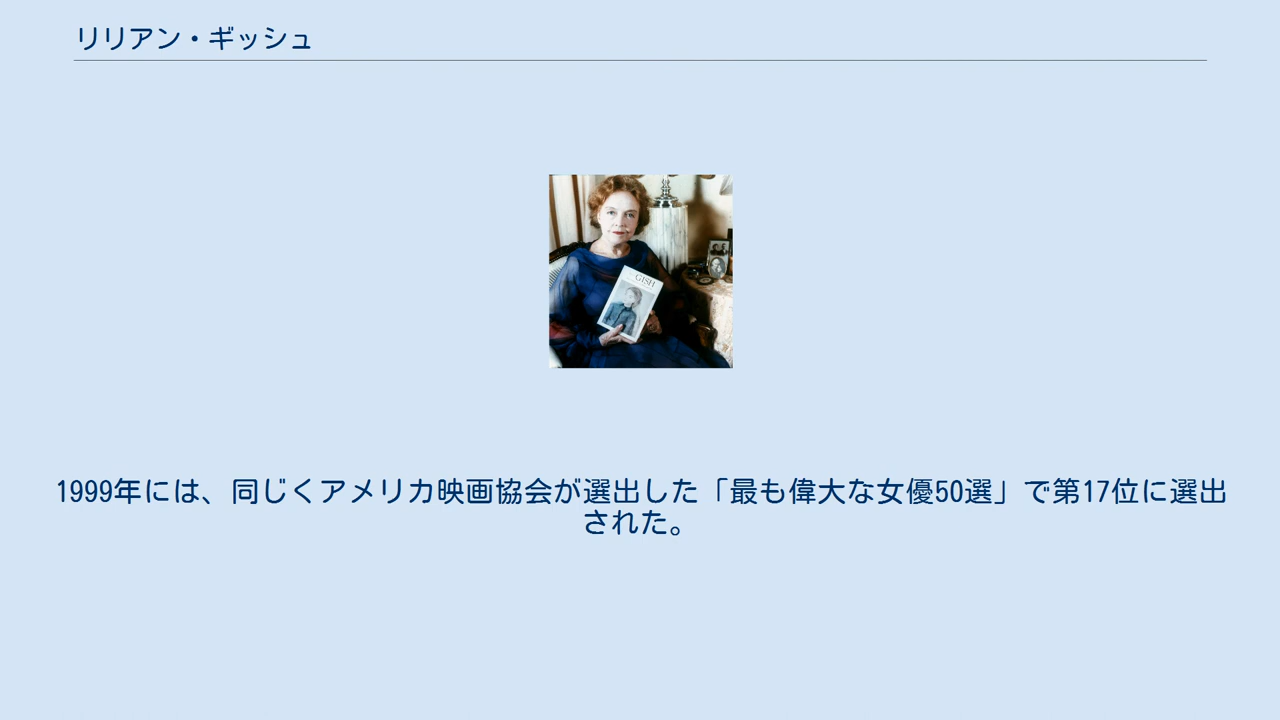 リリアン・ギッシュ
GISH
1999年には、同じくアメリカ映画協会が選出した「最も偉大な女優50選」で第17位に選出
された。